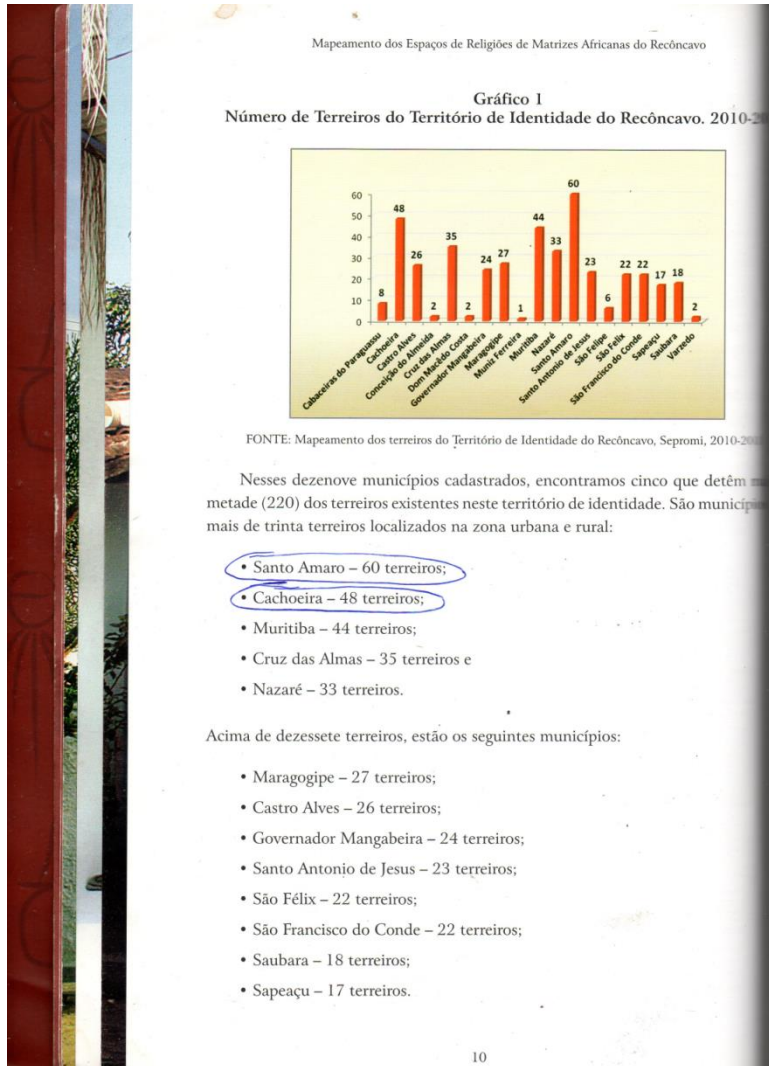 Mapeamento dos Espaços de Religiões de Matrizes Africanas do Recôncavo
Gráfico 1
Número de Terreiros do Território de Identidade do Recôncavo. 2010-20
60
50
40
30
20
10
0
8
48
26
2
35
2
24
27
1
44
33
60
23
6
22
22
17
18
2
Cabaceiras do Paraguassu
Cachoeira
Castro Alves
Conceição do Almeida
Cruz das Almas
Dom Macêdo Costa
Governador Mangabeira
Maragogipe
Muniz Ferreira
Muritiba
Nazaré
Santo Amaro
Santo Antonio de Jesus
São Felipe
São Felix
São Francisco do Conde
Sapeaçu
Saubara
Varzedo
FONTE: Mapeamento dos terreiros do Território de Identidade do Recôncavo, Sepromi, 2010-20
Nesses dezenove municípios cadastrados, encontramos cinco que detêm
metade (220) dos terreiros existentes neste território de identidade. São municípios
mais de trinta terreiros localizados na zona urbana e rural:
• Santo Amaro – 60 terreiros;
• Cachoeira – 48 terreiros;
• Muritiba – 44 terreiros;
• Cruz das Almas – 35 terreiros e
• Nazaré – 33 terreiros.
Acima de dezessete terreiros, estão os seguintes municípios:
• Maragogipe – 27 terreiros;
• Castro Alves – 26 terreiros;
• Governador Mangabeira – 24 terreiros;
• Santo Antonio de Jesus – 23 terreiros;
• São Félix – 22 terreiros;
• São Francisco do Conde – 22 terreiros;
• Saubara – 18 terreiros;
• Sapeaçu – 17 terreiros.
10